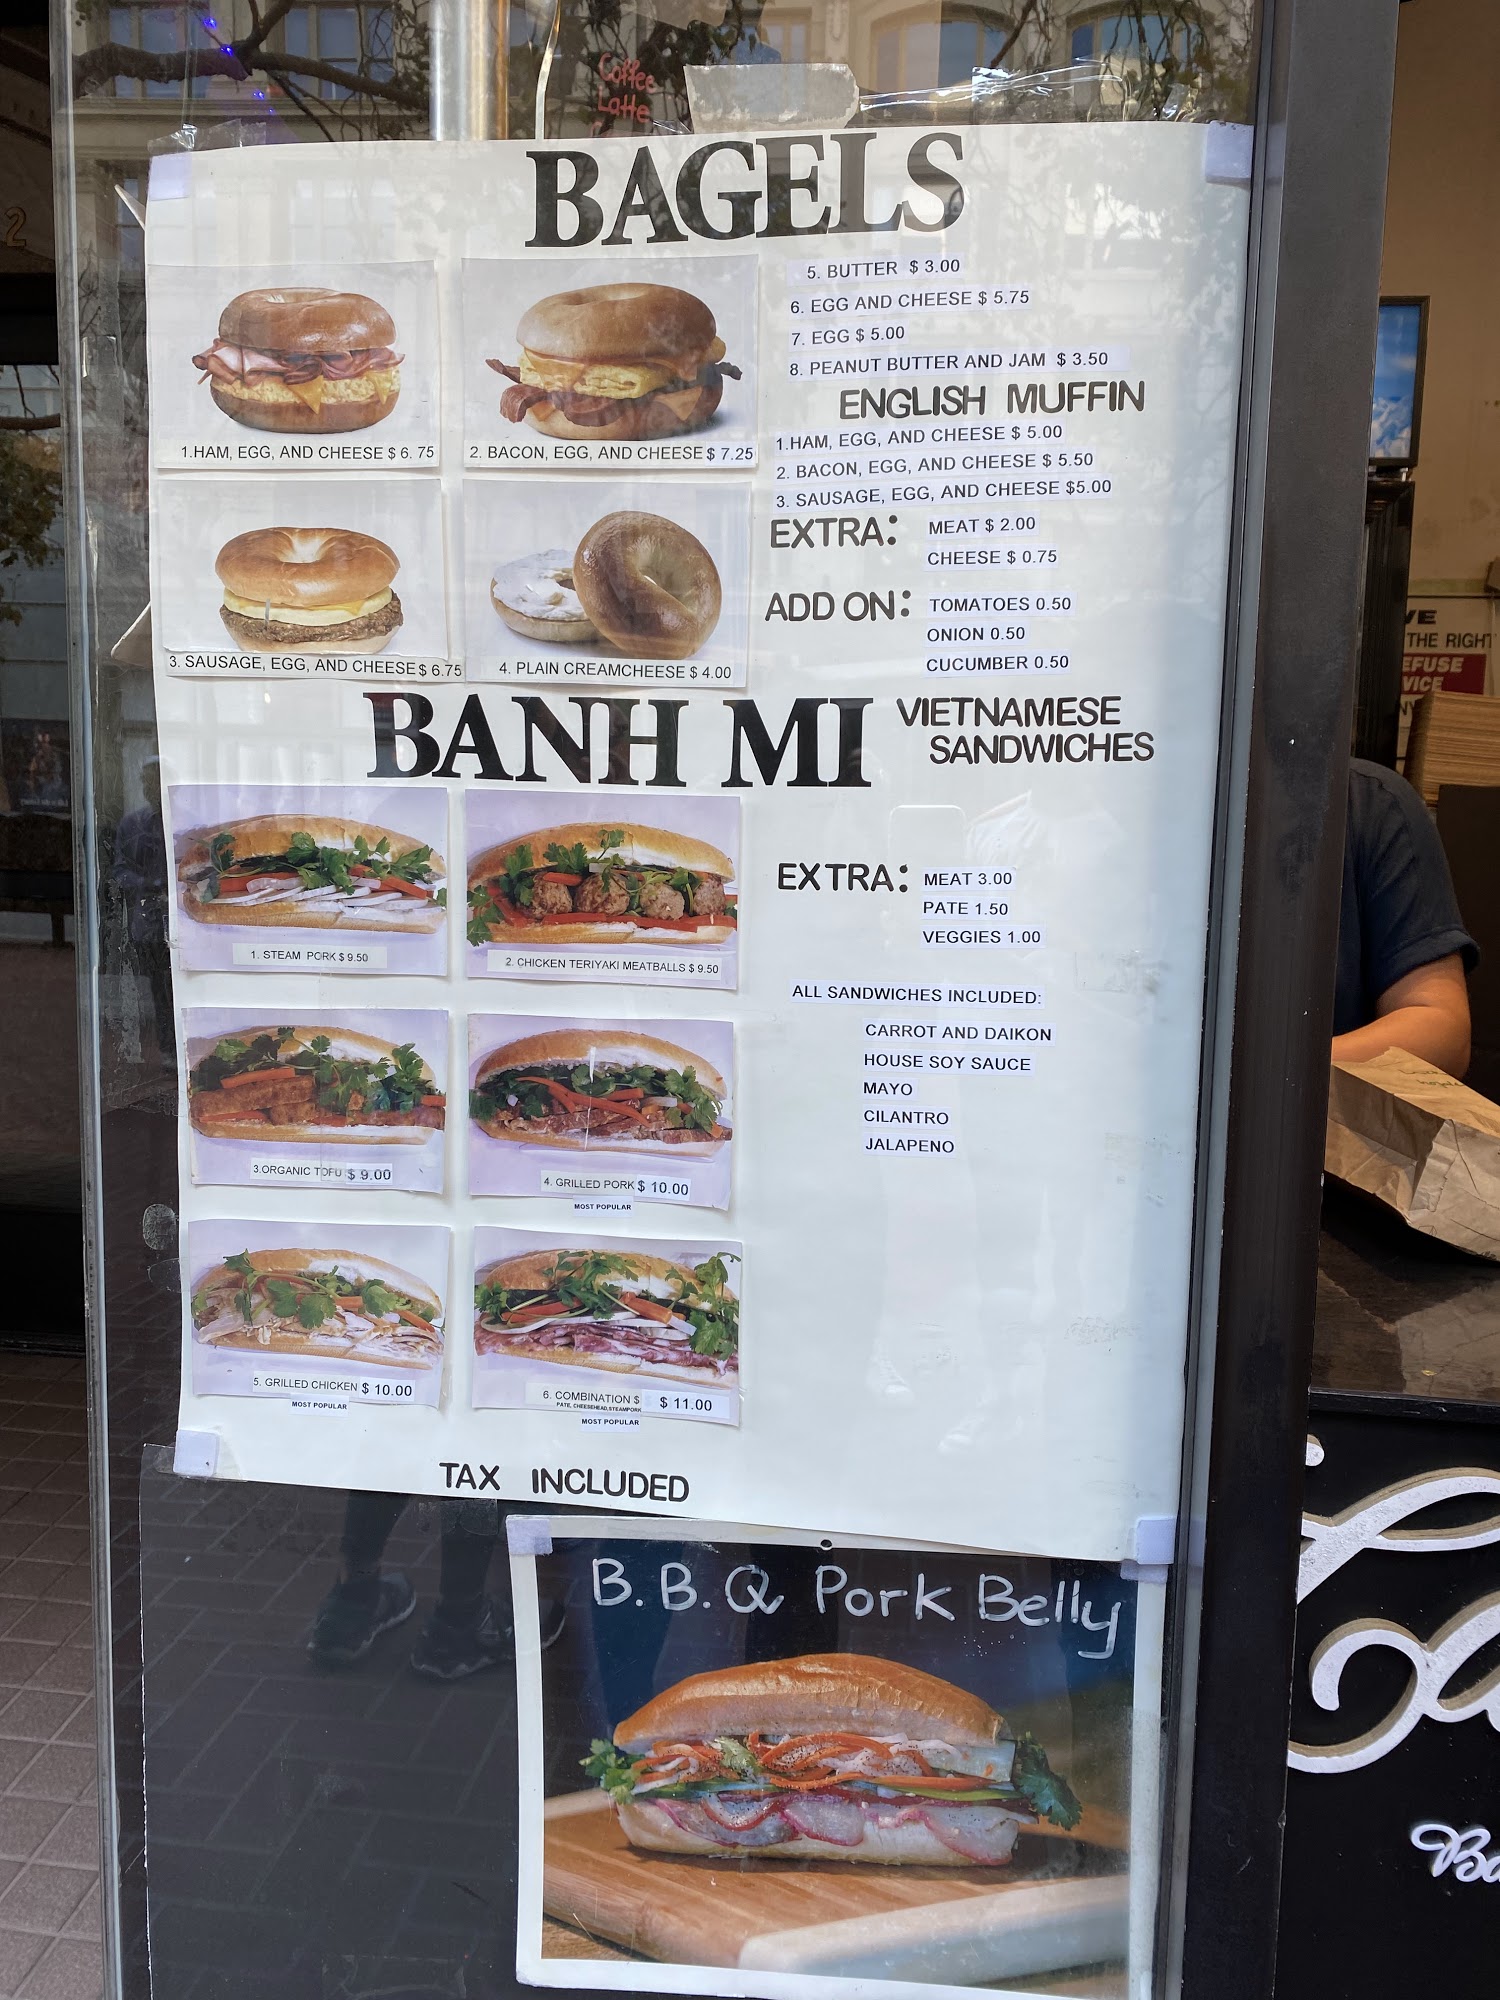 Coffee
Latte
BAGELS
1.HAM, EGG, AND CHEESE $ 6. 75
2. BACON, EGG, AND CHEESE $ 7.25
3. SAUSAGE, EGG, AND CHEESE $ 6.75
4. PLAIN CREAMCHEESE $ 4.00
5. BUTTER $ 3.00
6. EGG AND CHEESE $ 5.75
7. EGG $ 5.00
8. PEANUT BUTTER AND JAM $ 3.50
ENGLISH MUFFIN
1.HAM, EGG, AND CHEESE $ 5.00
2. BACON, EGG, AND CHEESE $ 5.50
3. SAUSAGE, EGG, AND CHEESE $5.00
EXTRA: MEAT $ 2.00
CHEESE $ 0.75
ADD ON: TOMATOES 0.50
ONION 0.50
CUCUMBER 0.50
BANH MI VIETNAMESE
SANDWICHES
1. STEAM PORK $ 9.50
2. CHICKEN TERIYAKI MEATBALLS $ 9.50
3.ORGANIC TOFU $ 9.00
4. GRILLED PORK $ 10.00
MOST POPULAR
5. GRILLED CHICKEN $ 10.00
MOST POPULAR
6. COMBINATION $ $ 11.00
PATE, CHEESEHEAD, STEAMPORK
MOST POPULAR
EXTRA: MEAT 3.00
PATE 1.50
VEGGIES 1.00
ALL SANDWICHES INCLUDED:
CARROT AND DAIKON
HOUSE SOY SAUCE
MAYO
CILANTRO
JALAPENO
TAX INCLUDED
B.B.Q Pork Belly
VE
THE RIGHT
EFUSE
VICE
Ba
2